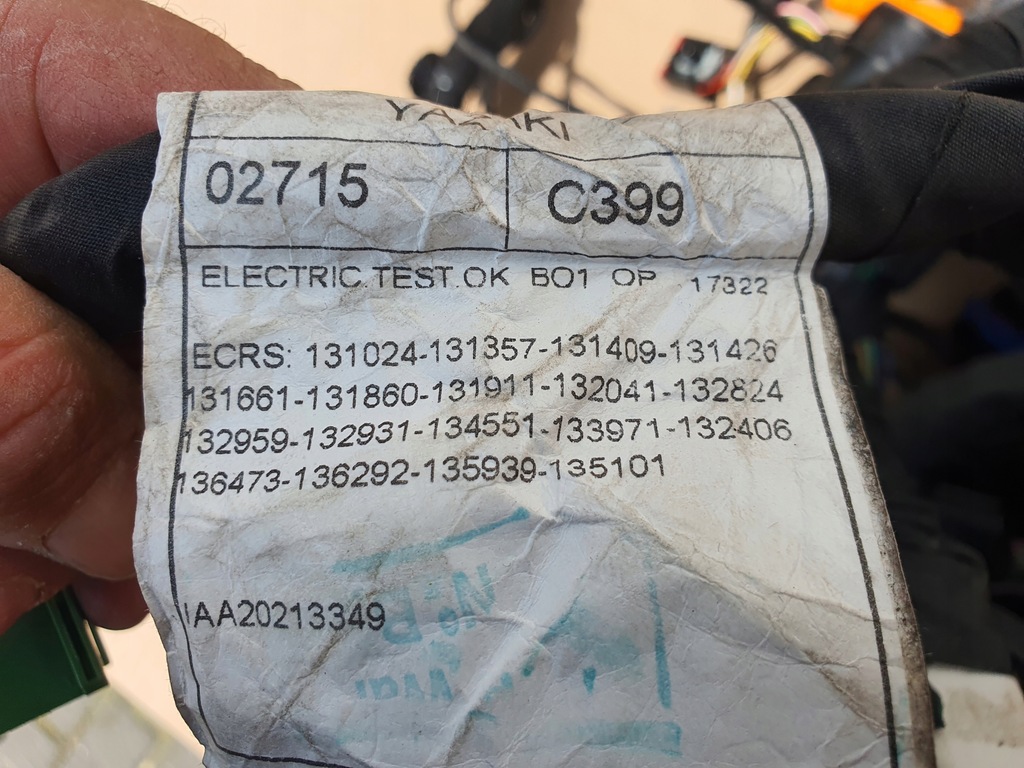 YAZAKI
02715 C399
ELECTRIC.TEST.OK BO1 OP 17322
ECRS: 131024-131357-131409-131426
131661-131860-131911-132041-132824
132959-132931-134551-133971-132406
136473-136292-135939-135101
IAA20213349